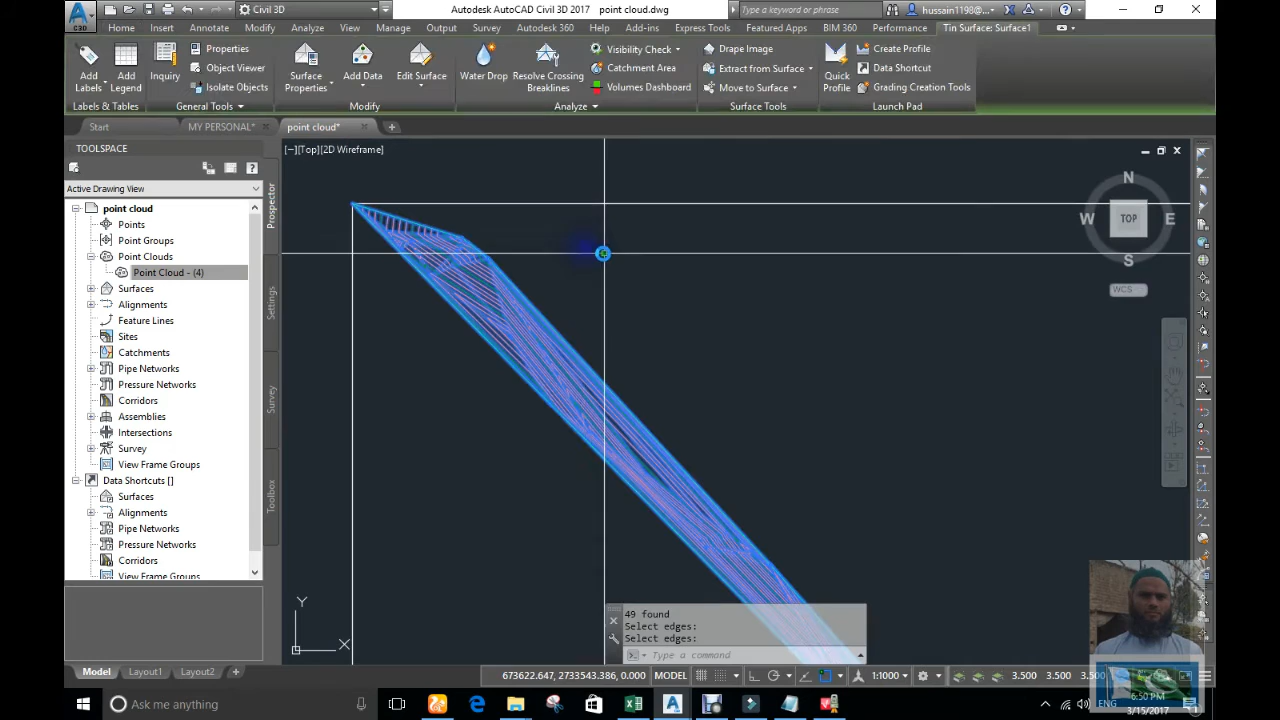 Civil 3D
Autodesk AutoCAD Civil 3D 2017 point cloud.dwg
Type a keyword or phrase
hussain1198@...
C3D
Home Insert Annotate Modify Analyze View Manage Output Survey Autodesk 360 Help Add-ins Express Tools Featured Apps BIM 360 Performance Tin Surface: Surface1
Add Labels
Add Legend
Labels & Tables
Inquiry
Properties
Object Viewer
Isolate Objects
General Tools
Surface Properties
Add Data
Edit Surface
Modify
Water Drop
Resolve Crossing Breaklines
Visibility Check
Catchment Area
Volumes Dashboard
Analyze
Drape Image
Extract from Surface
Move to Surface
Surface Tools
Quick Profile
Create Profile
Data Shortcut
Grading Creation Tools
Launch Pad
Start MY PERSONAL* point cloud*
TOOLSPACE
Active Drawing View
point cloud
Points
Point Groups
Point Clouds
Point Cloud - (4)
Surfaces
Alignments
Feature Lines
Sites
Catchments
Pipe Networks
Pressure Networks
Corridors
Assemblies
Intersections
Survey
View Frame Groups
Data Shortcuts []
Surfaces
Alignments
Pipe Networks
Pressure Networks
Corridors
View Frame Groups
Prospector
Settings
Survey
Toolbox
[−][Top][2D Wireframe]
N
W TOP E
S
WCS
Y
X
49 found
Select edges:
Select edges:
Type a command
Model Layout1 Layout2
673622.647, 2733543.386, 0.000 MODEL 1:1000 3.500 3.500 3.500
Ask me anything
ENG
6:50 PM
3/15/2017